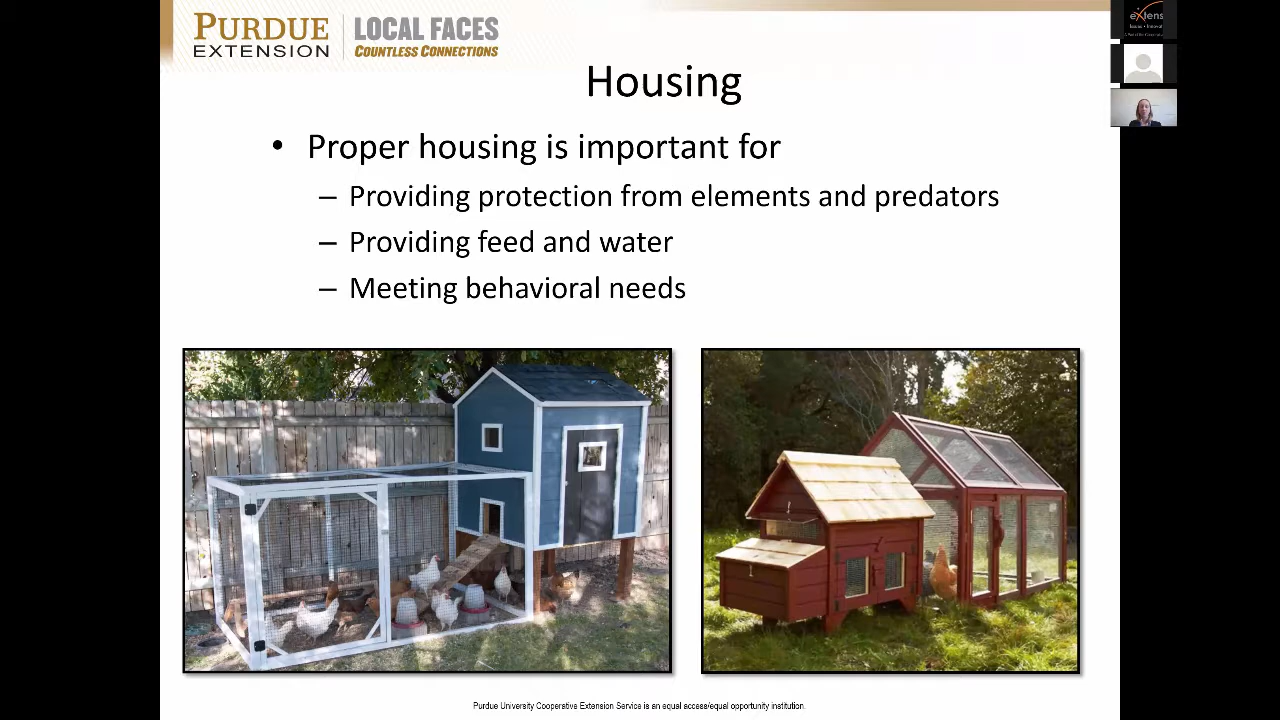 PURDUE
EXTENSION
LOCAL FACES
COUNTLESS CONNECTIONS
Housing
• Proper housing is important for
– Providing protection from elements and predators
– Providing feed and water
– Meeting behavioral needs
Purdue University Cooperative Extension Service is an equal access/equal opportunity institution.
eXtens